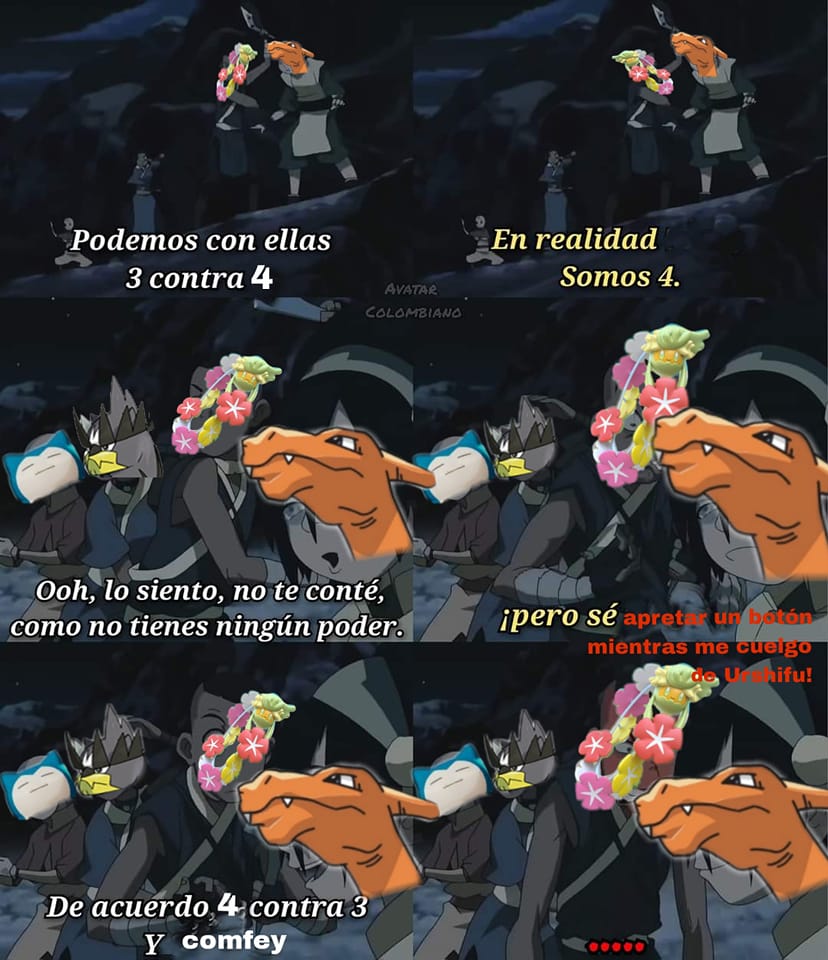 Podemos con ellas
3 contra 4
En realidad
Somos 4.
AVATAR
COLOMBIANO
Ooh, lo siento, no te conté,
como no tienes ningún poder.
¡pero sé apretar un botón
mientras me cuelgo
de Urshifu!
De acuerdo 4 contra 3
Y comfey
.....